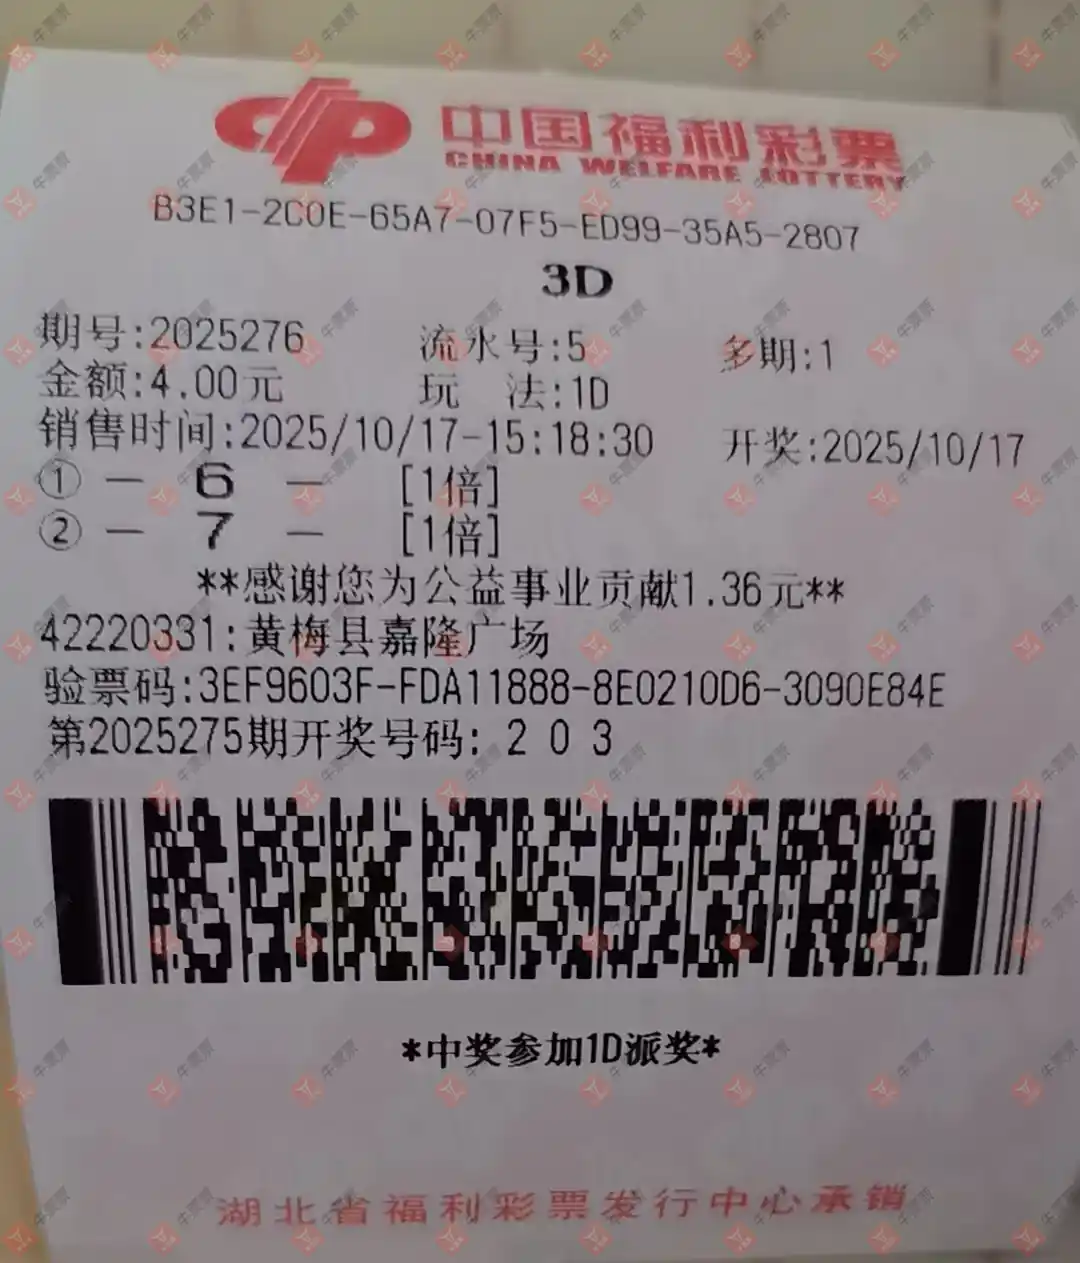 中国福利彩票
CHINA WELFARE LOTTERY
B3E1-2C0E-65A7-07F5-ED99-35A5-2807
3D
期号:2025276 流水号:5 多期:1
金额:4.00元 玩 法:1D
销售时间:2025/10/17-15:18:30 开奖:2025/10/17
① — 6 — [1倍]
② — 7 — [1倍]
**感谢您为公益事业贡献1.36元**
42220331:黄梅县嘉隆广场
验票码:3EF9603F-FDA11888-8E0210D6-3090E84E
第2025275期开奖号码: 2 0 3
*中奖参加1D派奖*
湖北省福利彩票发行中心承销